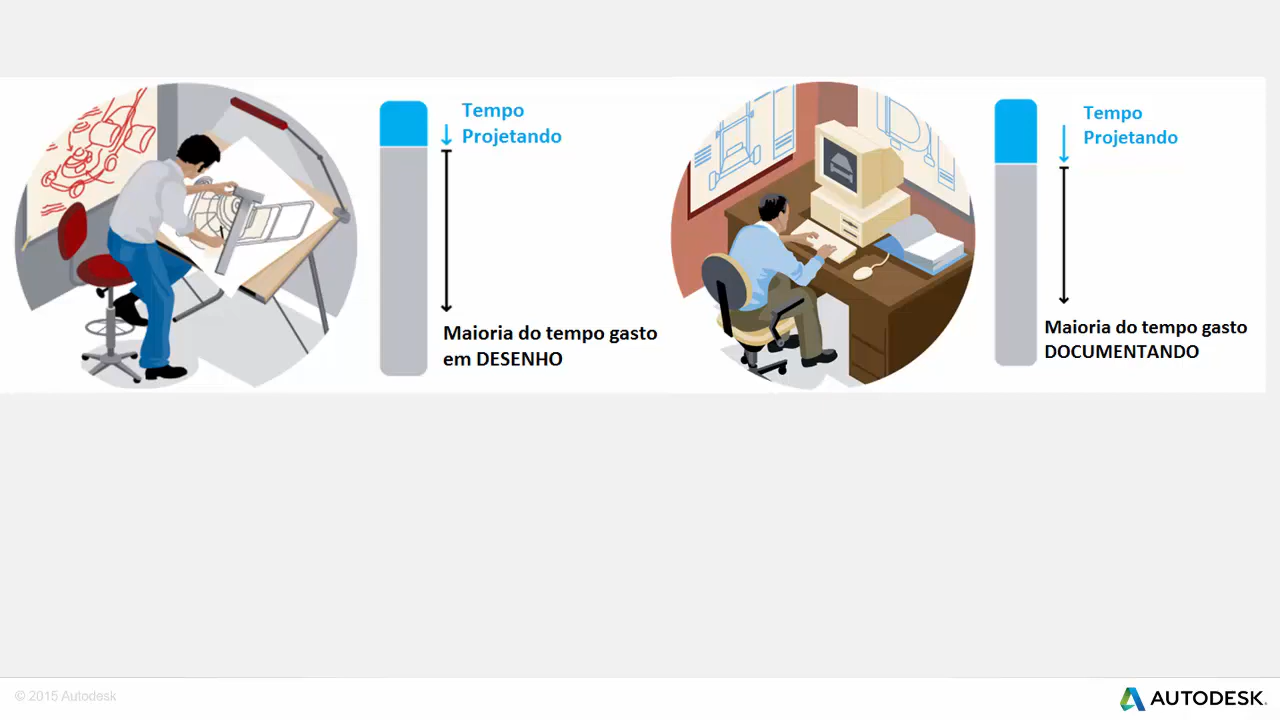 Tempo
Projetando
Maioria do tempo gasto
em DESENHO
Tempo
Projetando
Maioria do tempo gasto
DOCUMENTANDO
© 2015 Autodesk
AUTODESK.